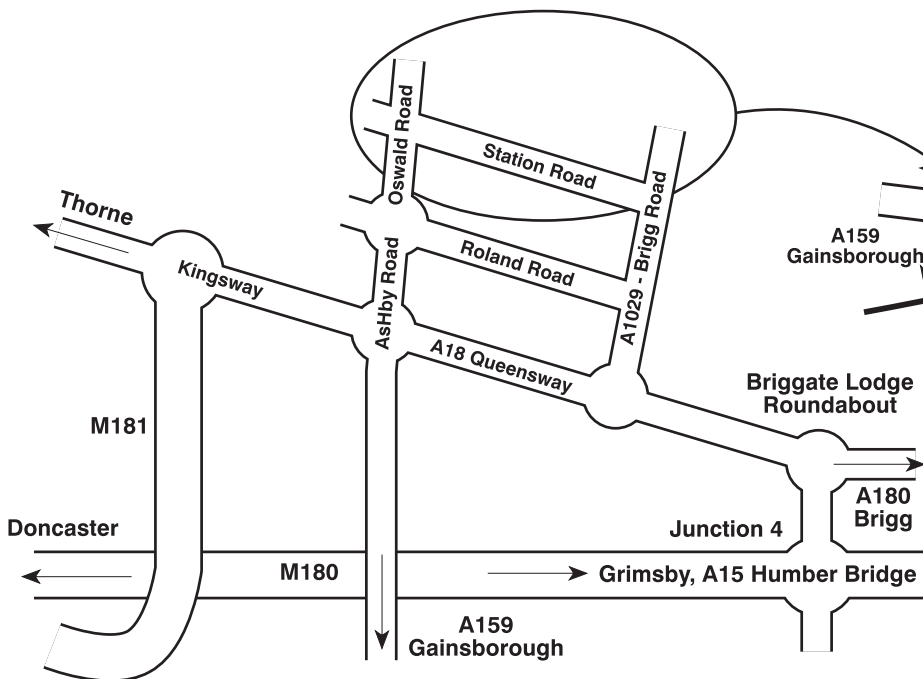 Oswald Road
Station Road
Thorne
A1029 - Brigg Road
A159
Gainsborough
Roland Road
Kingsway
AsHby Road
A18 Queensway
Briggate Lodge
Roundabout
M181
A180
Brigg
Doncaster
Junction 4
M180
Grimsby, A15 Humber Bridge
A159
Gainsborough